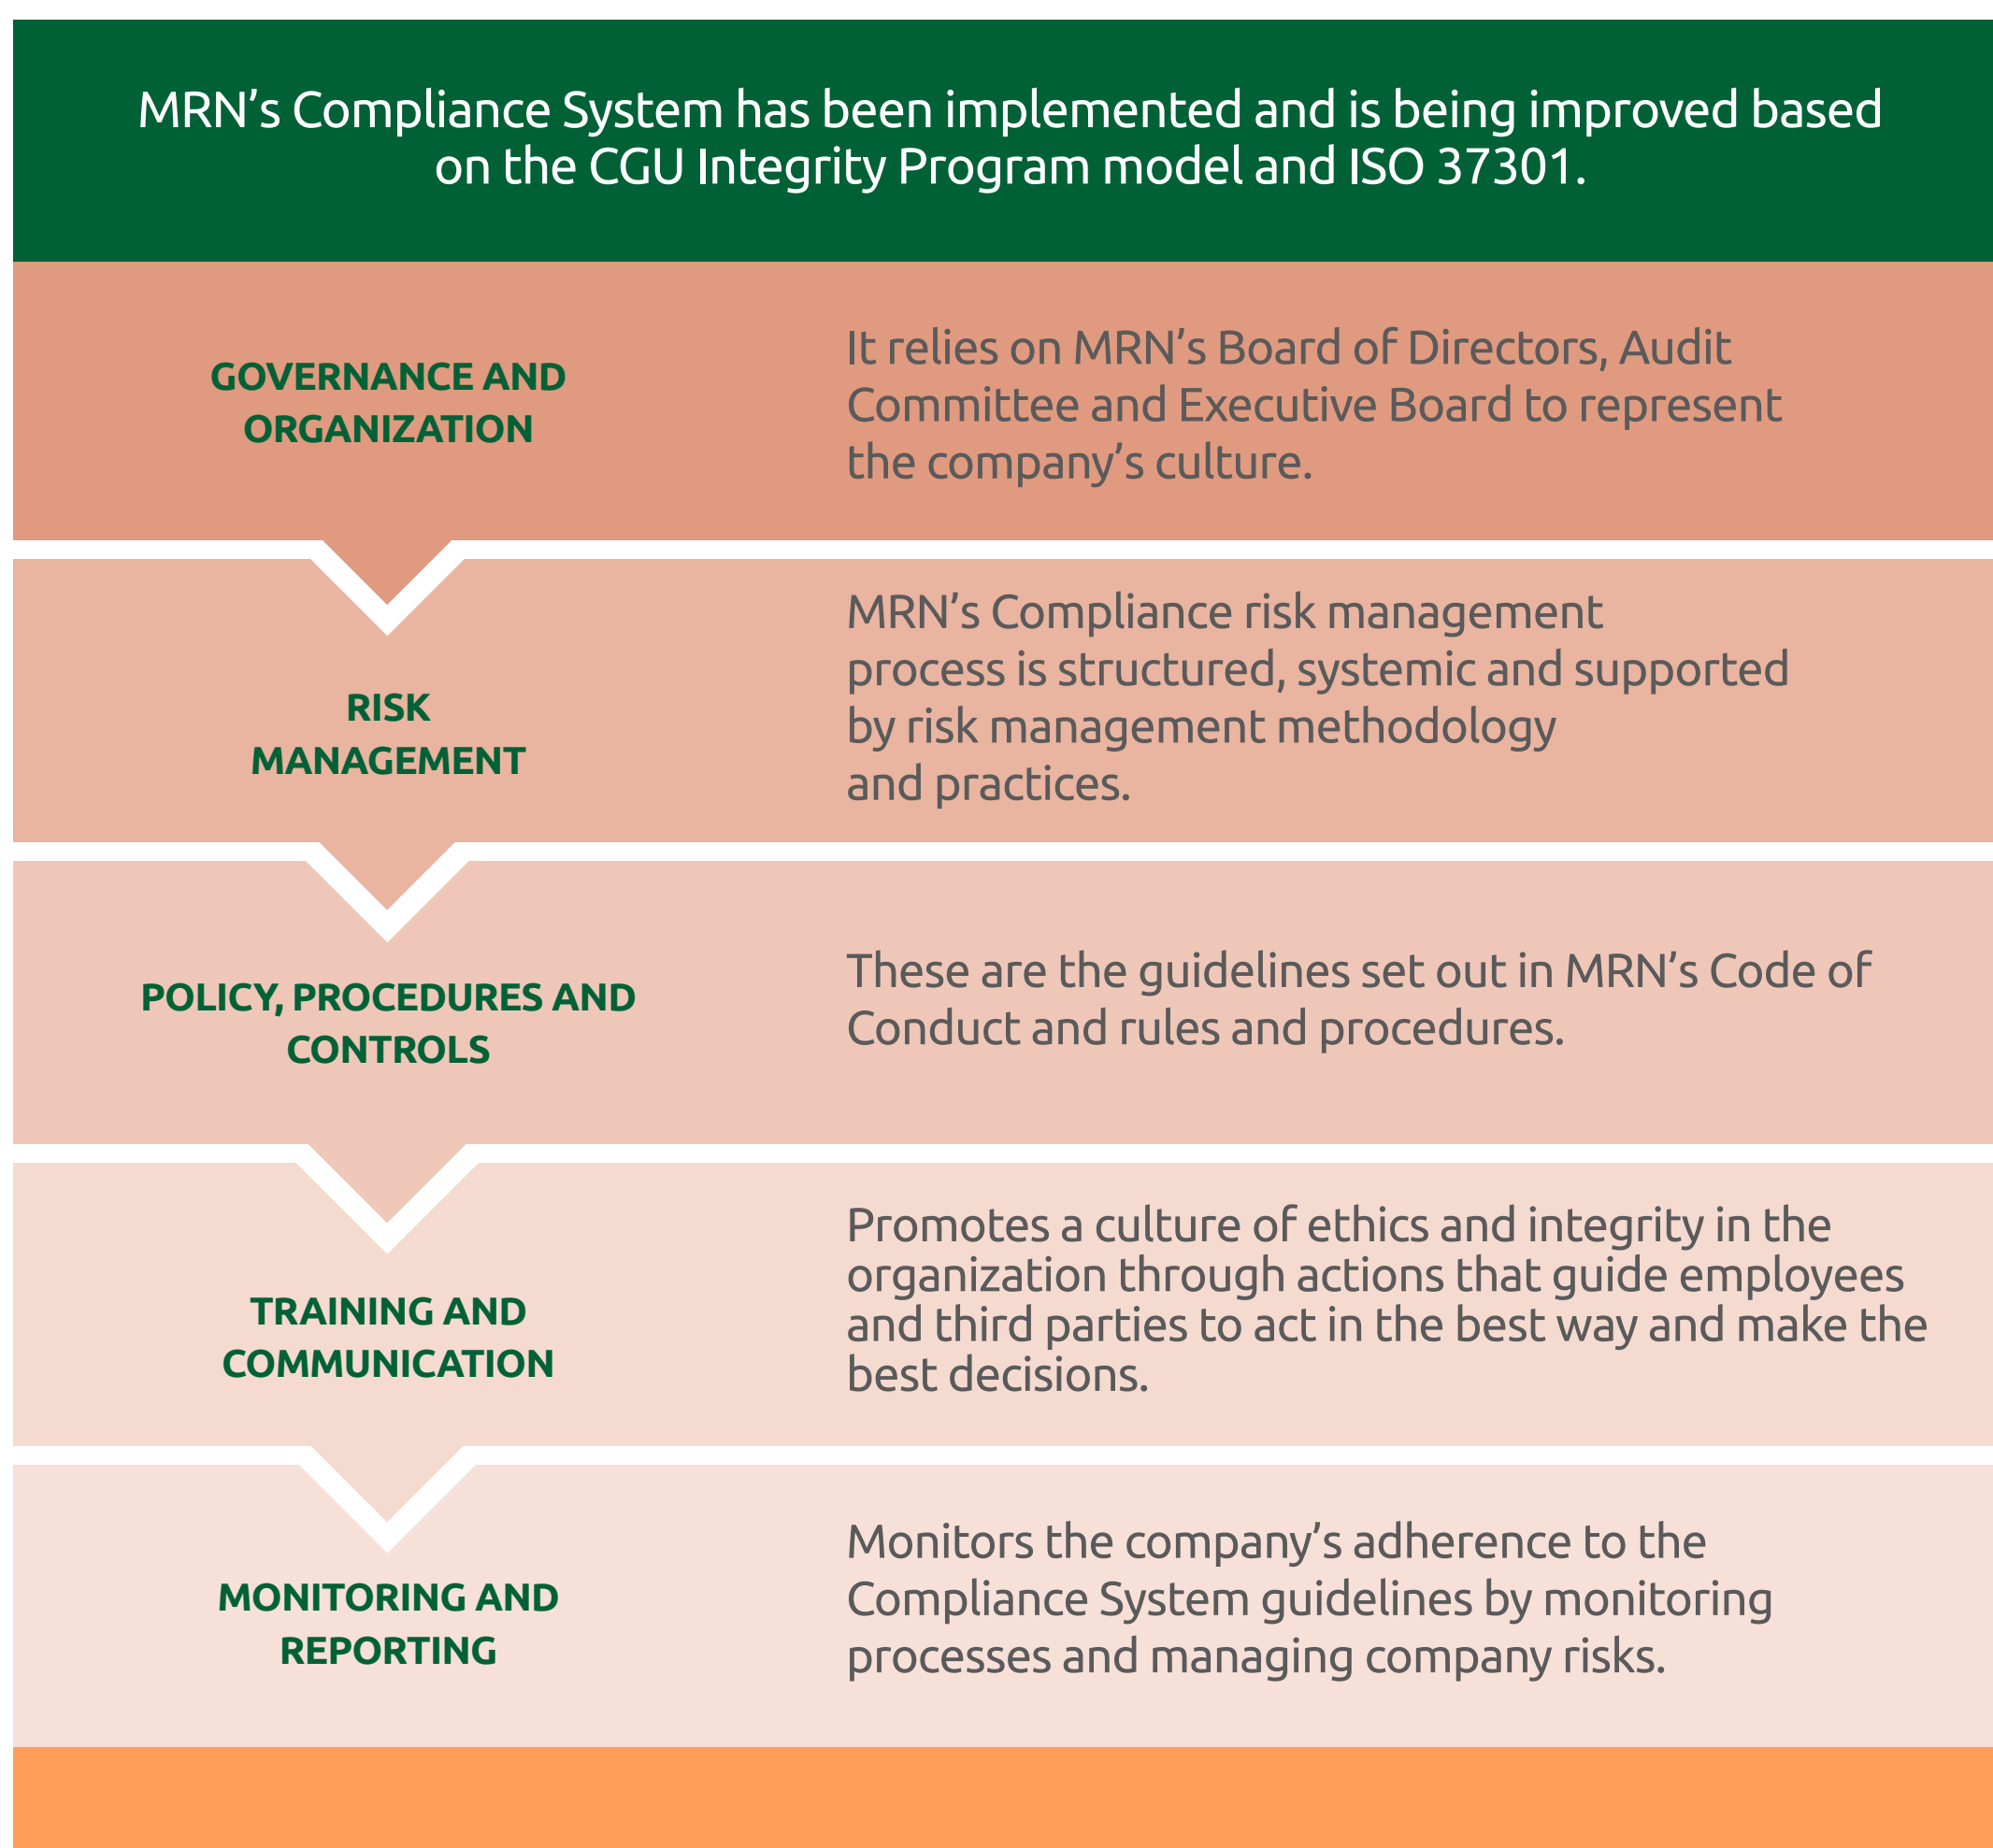 MRN’s Compliance System has been implemented and is being improved based
on the CGU Integrity Program model and ISO 37301.
GOVERNANCE AND
ORGANIZATION
It relies on MRN’s Board of Directors, Audit
Committee and Executive Board to represent
the company’s culture.
RISK
MANAGEMENT
MRN’s Compliance risk management
process is structured, systemic and supported
by risk management methodology
and practices.
POLICY, PROCEDURES AND
CONTROLS
These are the guidelines set out in MRN’s Code of
Conduct and rules and procedures.
TRAINING AND
COMMUNICATION
Promotes a culture of ethics and integrity in the
organization through actions that guide employees
and third parties to act in the best way and make the
best decisions.
MONITORING AND
REPORTING
Monitors the company’s adherence to the
Compliance System guidelines by monitoring
processes and managing company risks.